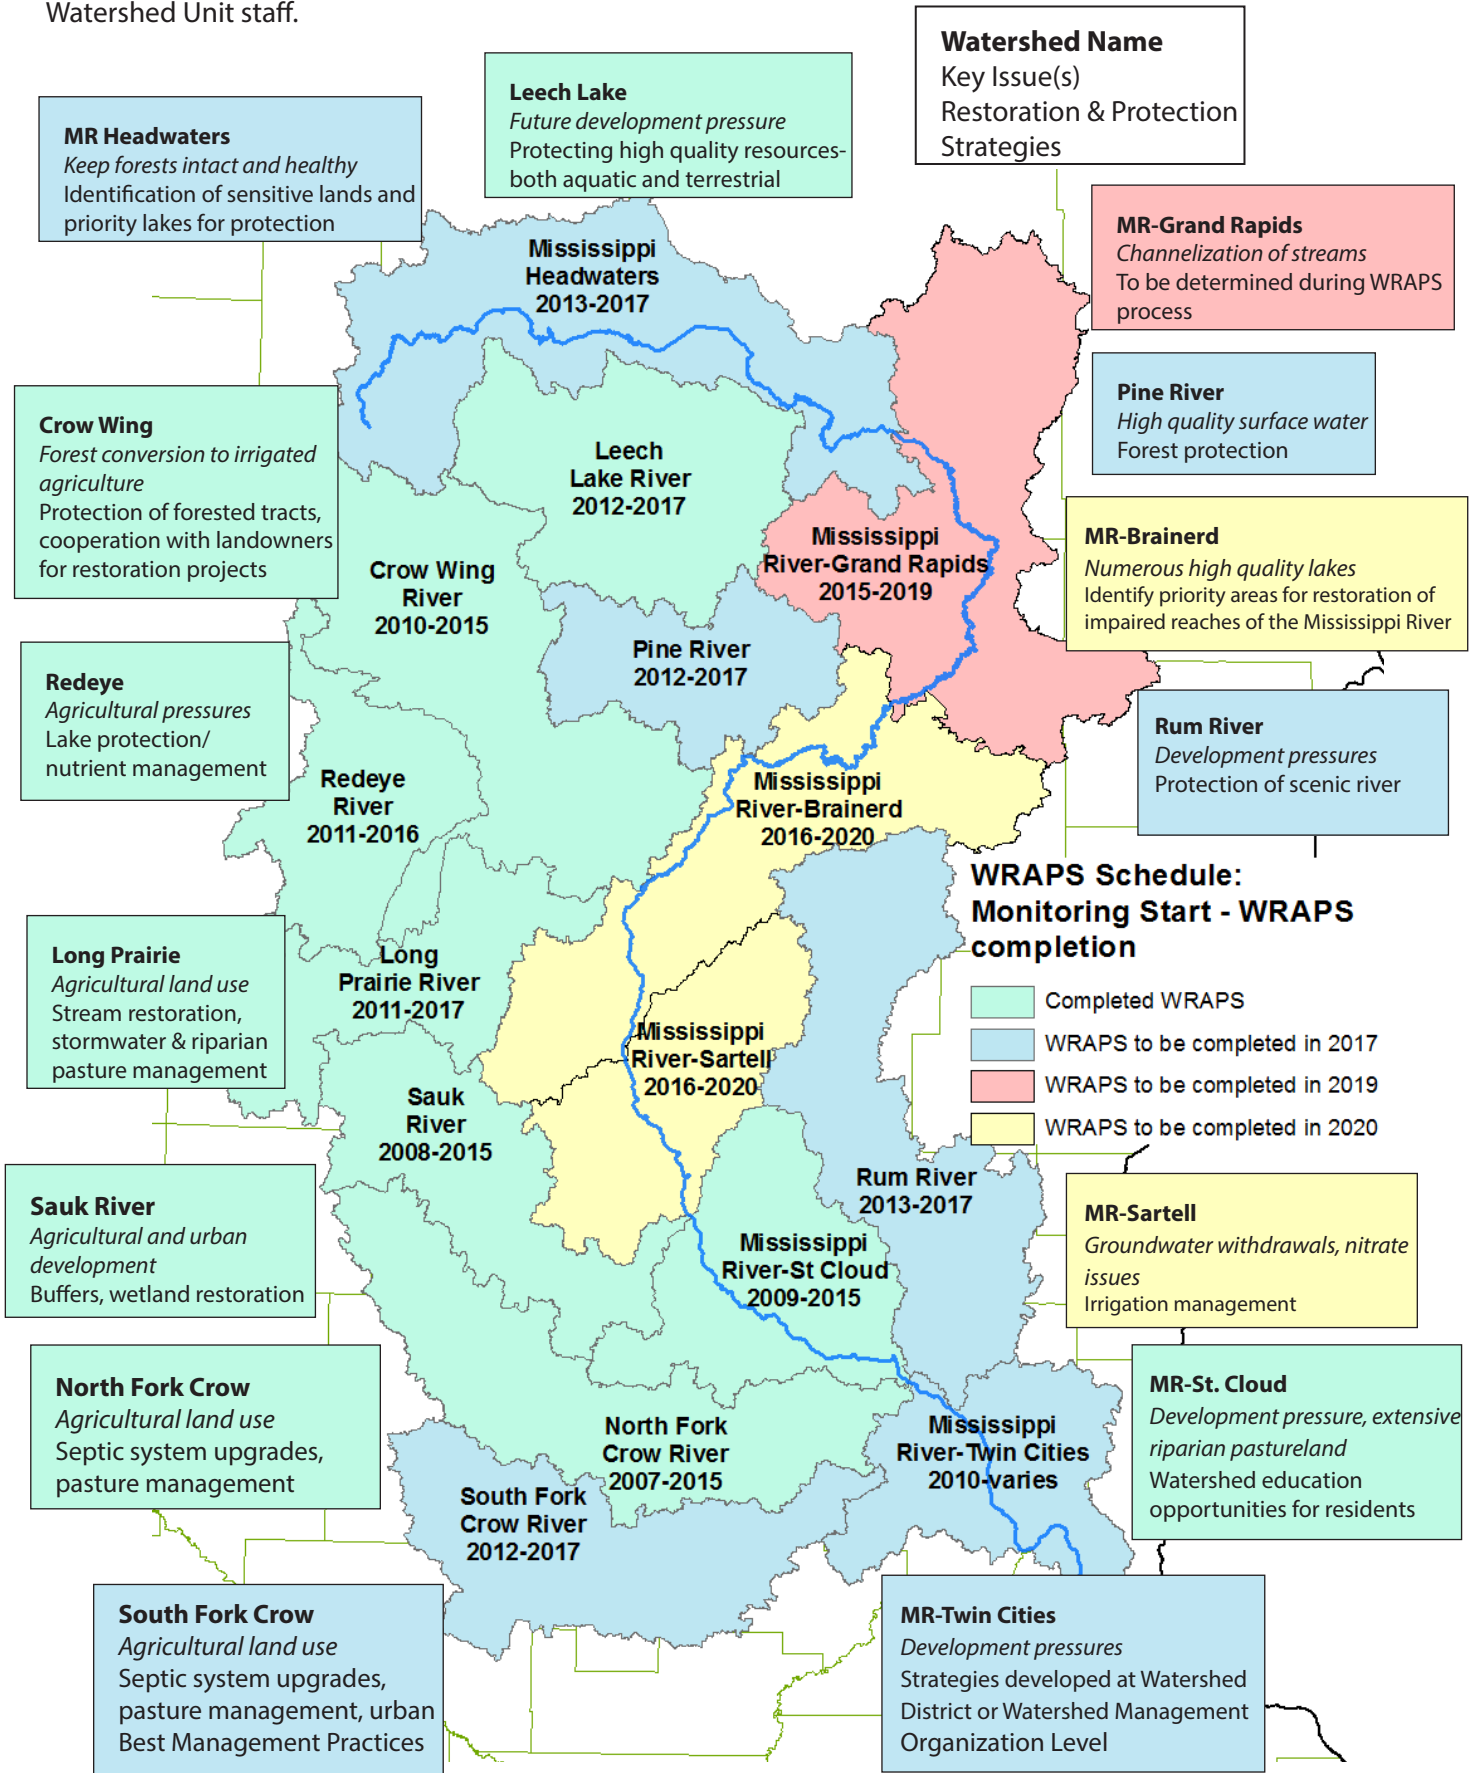 Watershed Unit staff.
Watershed Name
Key Issue(s)
Restoration & Protection
Strategies
Leech Lake
Future development pressure
Protecting high quality resources-
both aquatic and terrestrial
MR Headwaters
Keep forests intact and healthy
Identification of sensitive lands and
priority lakes for protection
MR-Grand Rapids
Channelization of streams
To be determined during WRAPS
process
Mississippi
Headwaters
2013-2017
Pine River
High quality surface water
Forest protection
Crow Wing
Forest conversion to irrigated
agriculture
Protection of forested tracts,
cooperation with landowners
for restoration projects
Leech
Lake River
2012-2017
MR-Brainerd
Numerous high quality lakes
Identify priority areas for restoration of
impaired reaches of the Mississippi River
Mississippi
River-Grand Rapids
2015-2019
Crow Wing
River
2010-2015
Pine River
2012-2017
Redeye
Agricultural pressures
Lake protection/
nutrient management
Rum River
Development pressures
Protection of scenic river
Redeye
River
2011-2016
Mississippi
River-Brainerd
2016-2020
WRAPS Schedule:
Monitoring Start - WRAPS
completion
Completed WRAPS
WRAPS to be completed in 2017
WRAPS to be completed in 2019
WRAPS to be completed in 2020
Long Prairie
Agricultural land use
Stream restoration,
stormwater & riparian
pasture management
Long
Prairie River
2011-2017
Mississippi
River-Sartell
2016-2020
Sauk
River
2008-2015
Rum River
2013-2017
Sauk River
Agricultural and urban
development
Buffers, wetland restoration
MR-Sartell
Groundwater withdrawals, nitrate
issues
Irrigation management
Mississippi
River-St Cloud
2009-2015
North Fork Crow
Agricultural land use
Septic system upgrades,
pasture management
MR-St. Cloud
Development pressure, extensive
riparian pastureland
Watershed education
opportunities for residents
North Fork
Crow River
2007-2015
Mississippi
River-Twin Cities
2010-varies
South Fork
Crow River
2012-2017
South Fork Crow
Agricultural land use
Septic system upgrades,
pasture management, urban
Best Management Practices
MR-Twin Cities
Development pressures
Strategies developed at Watershed
District or Watershed Management
Organization Level